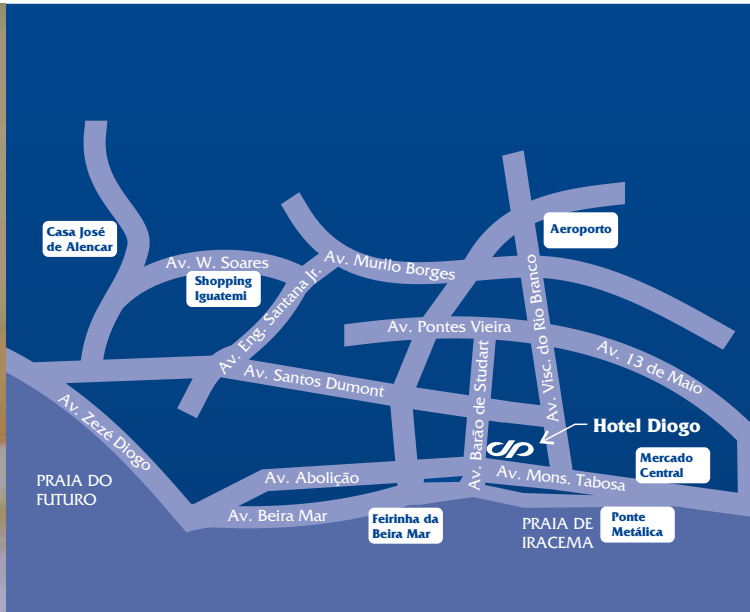 Casa José
de Alencar
Av. W. Soares
Shopping
Iguatemi
Av. Eng. Santana Jr.
Av. Murilo Borges
Aeroporto
Av. Pontes Vieira
Av. Visc. do Rio Branco
Av. 13 de Maio
Av. Santos Dumont
Av. Barão de Studart
Av. Zezé Diogo
Hotel Diogo
Mercado
Central
PRAIA DO
FUTURO
Av. Abolição
Av. Mons. Tabosa
Av. Beira Mar
Feirinha da
Beira Mar
PRAIA DE
IRACEMA
Ponte
Metálica